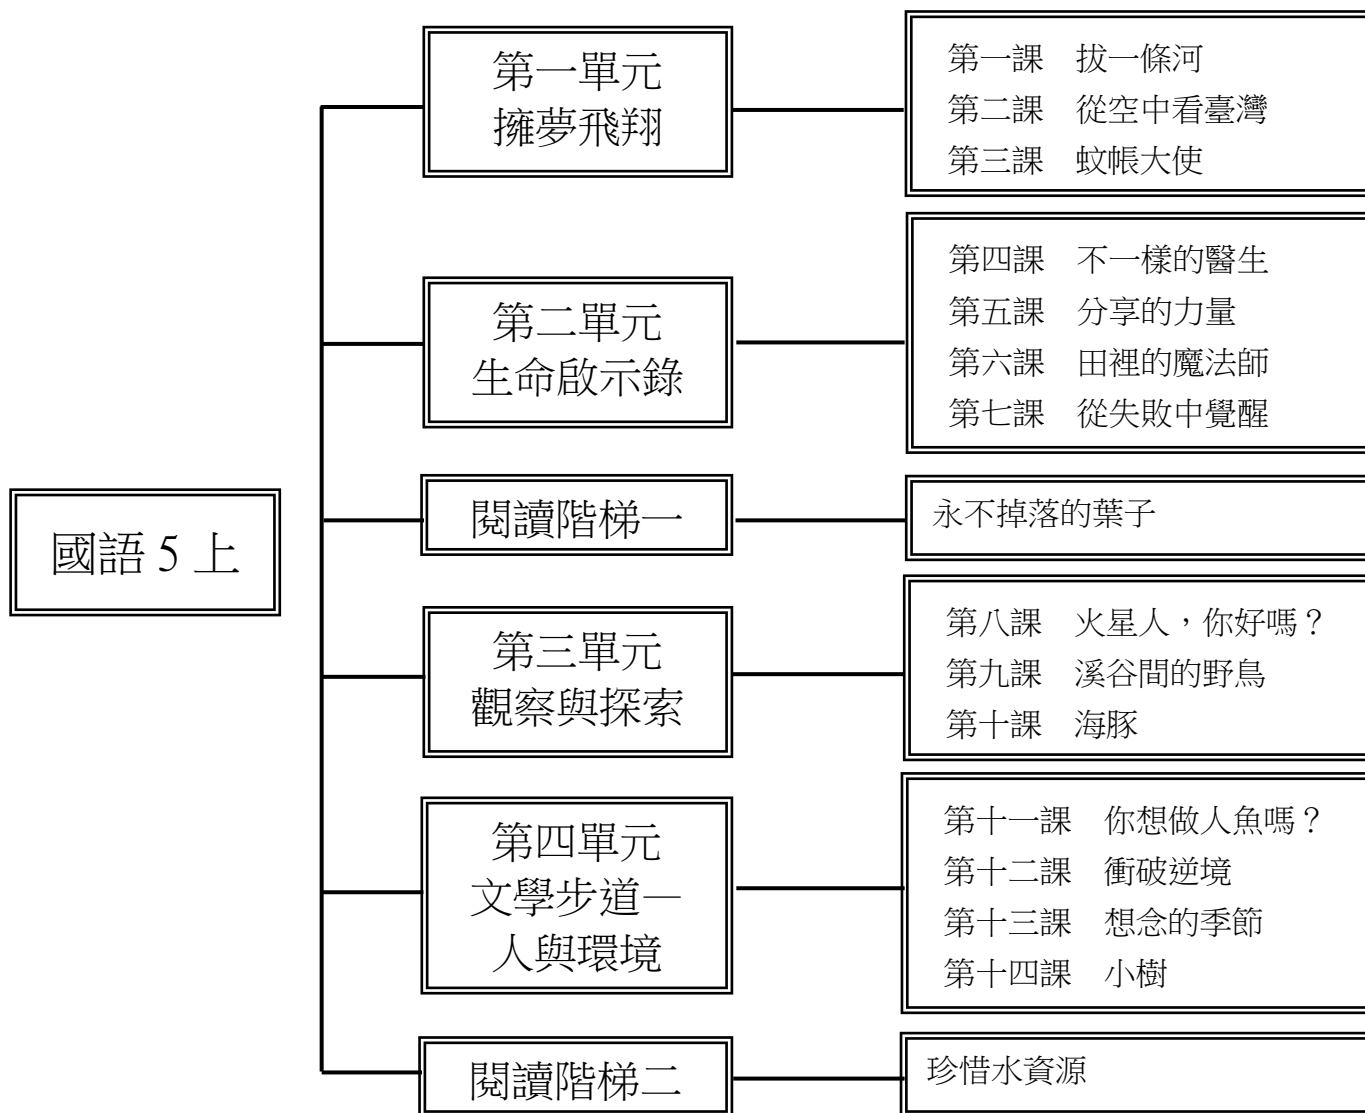 國語 5 上
第一單元
擁夢飛翔
第一課　拔一條河
第二課　從空中看臺灣
第三課　蚊帳大使
第二單元
生命啟示錄
第四課　不一樣的醫生
第五課　分享的力量
第六課　田裡的魔法師
第七課　從失敗中覺醒
閱讀階梯一
永不掉落的葉子
第三單元
觀察與探索
第八課　火星人，你好嗎？
第九課　溪谷間的野鳥
第十課　海豚
第四單元
文學步道—
人與環境
第十一課　你想做人魚嗎？
第十二課　衝破逆境
第十三課　想念的季節
第十四課　小樹
閱讀階梯二
珍惜水資源